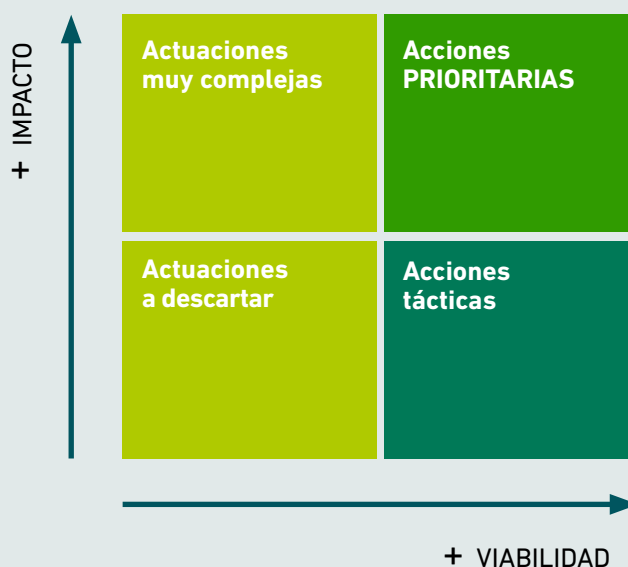 + IMPACTO
Actuaciones
muy complejas
Acciones
PRIORITARIAS
Actuaciones
a descartar
Acciones
tácticas
+ VIABILIDAD